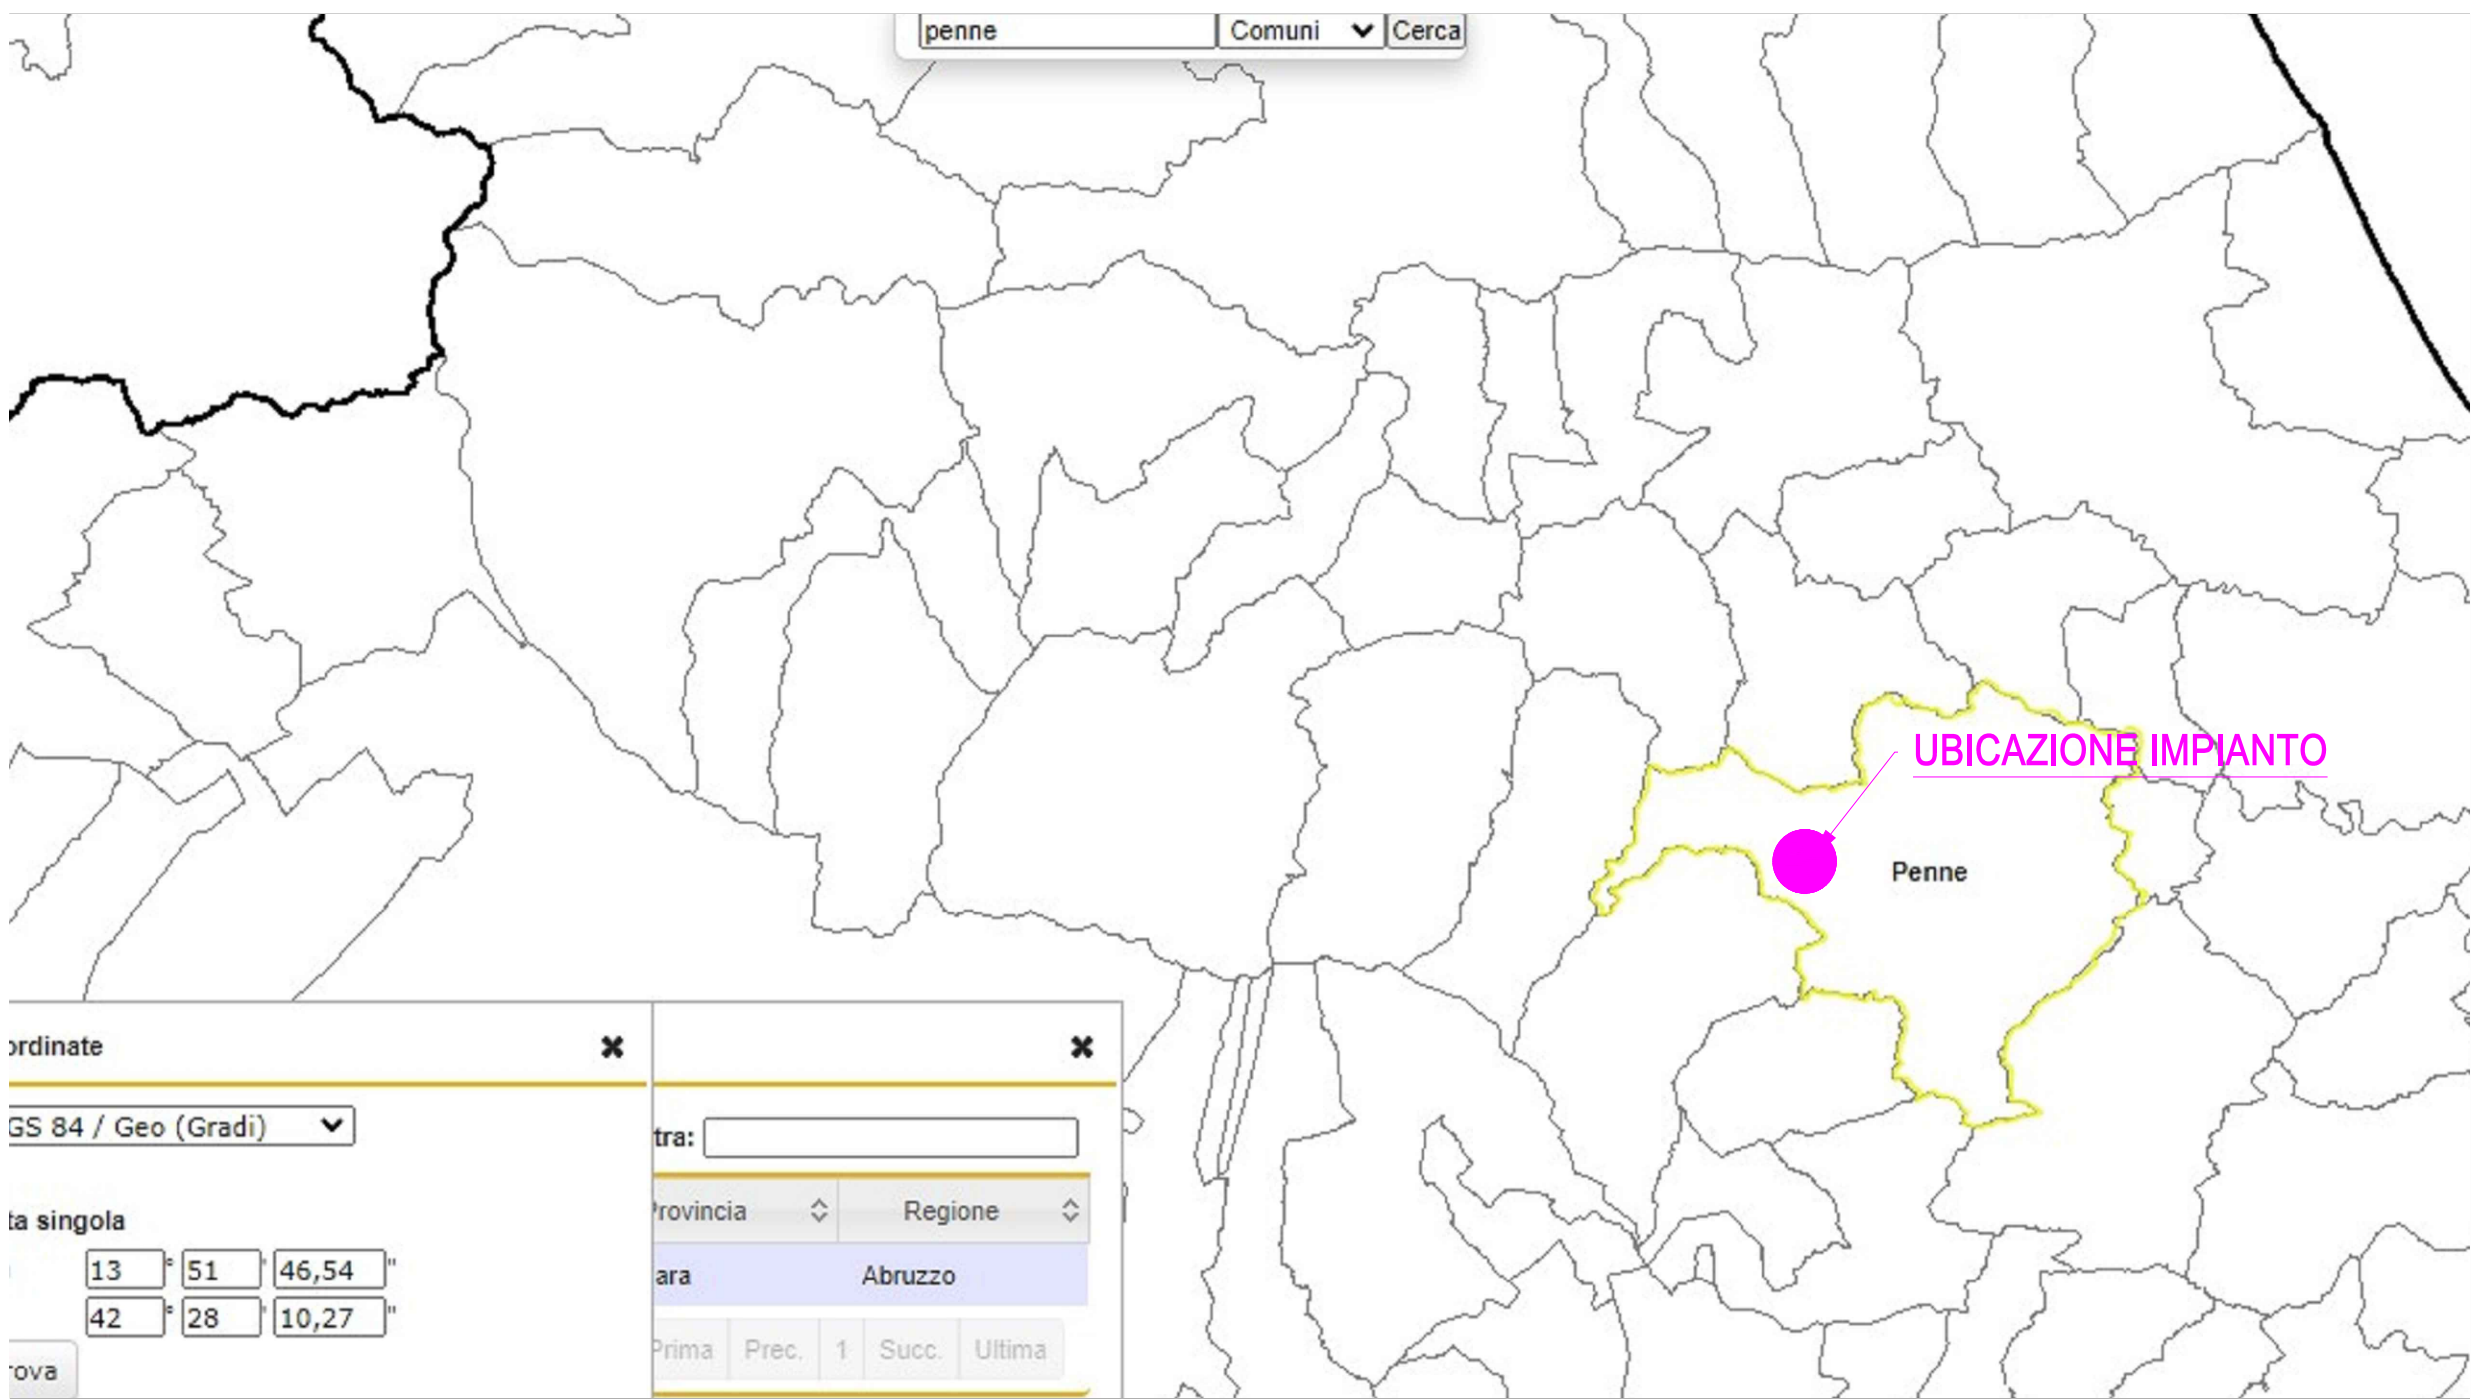 penne Comuni Cerca
UBICAZIONE IMPIANTO
Penne
ordinate
GS 84 / Geo (Gradi)
ta singola
13 ° 51 ' 46,54 "
42 ° 28 ' 10,27 "
rova
tra:
Provincia Regione
ara Abruzzo
Prima Prec. 1 Succ. Ultima